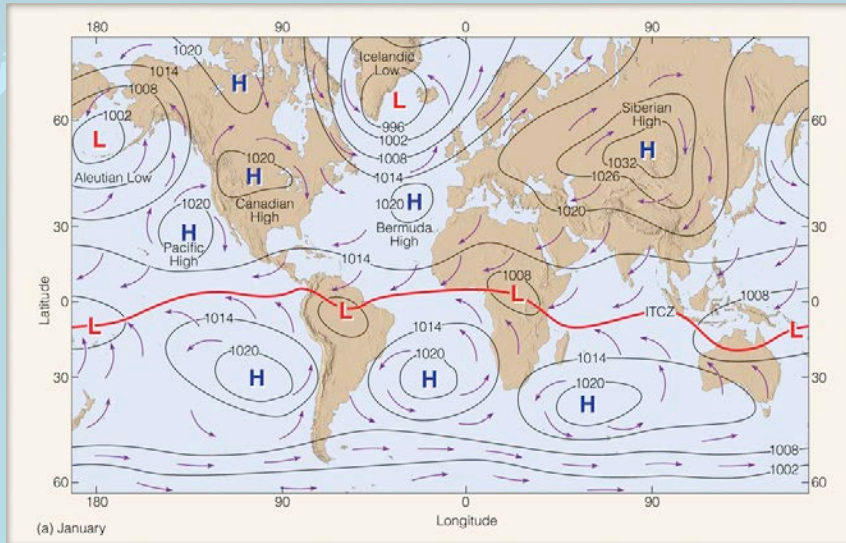 180
90
0
90
1020
1020
1014
1008
1002
Icelandic
Low
H
L
L
996
1002
1008
1014
Siberian
High
H
1032
1026
1020
60
60
Aleutian Low
1020
H
Canadian
High
1020
H
Pacific
High
1020
H
Bermuda
High
30
30
1014
1008
L
L
L
L
ITCZ
1008
0
0
Latitude
1014
1020
H
1014
1020
H
1014
1020
H
30
30
1008
1002
60
60
180
90
0
90
Longitude
(a) January